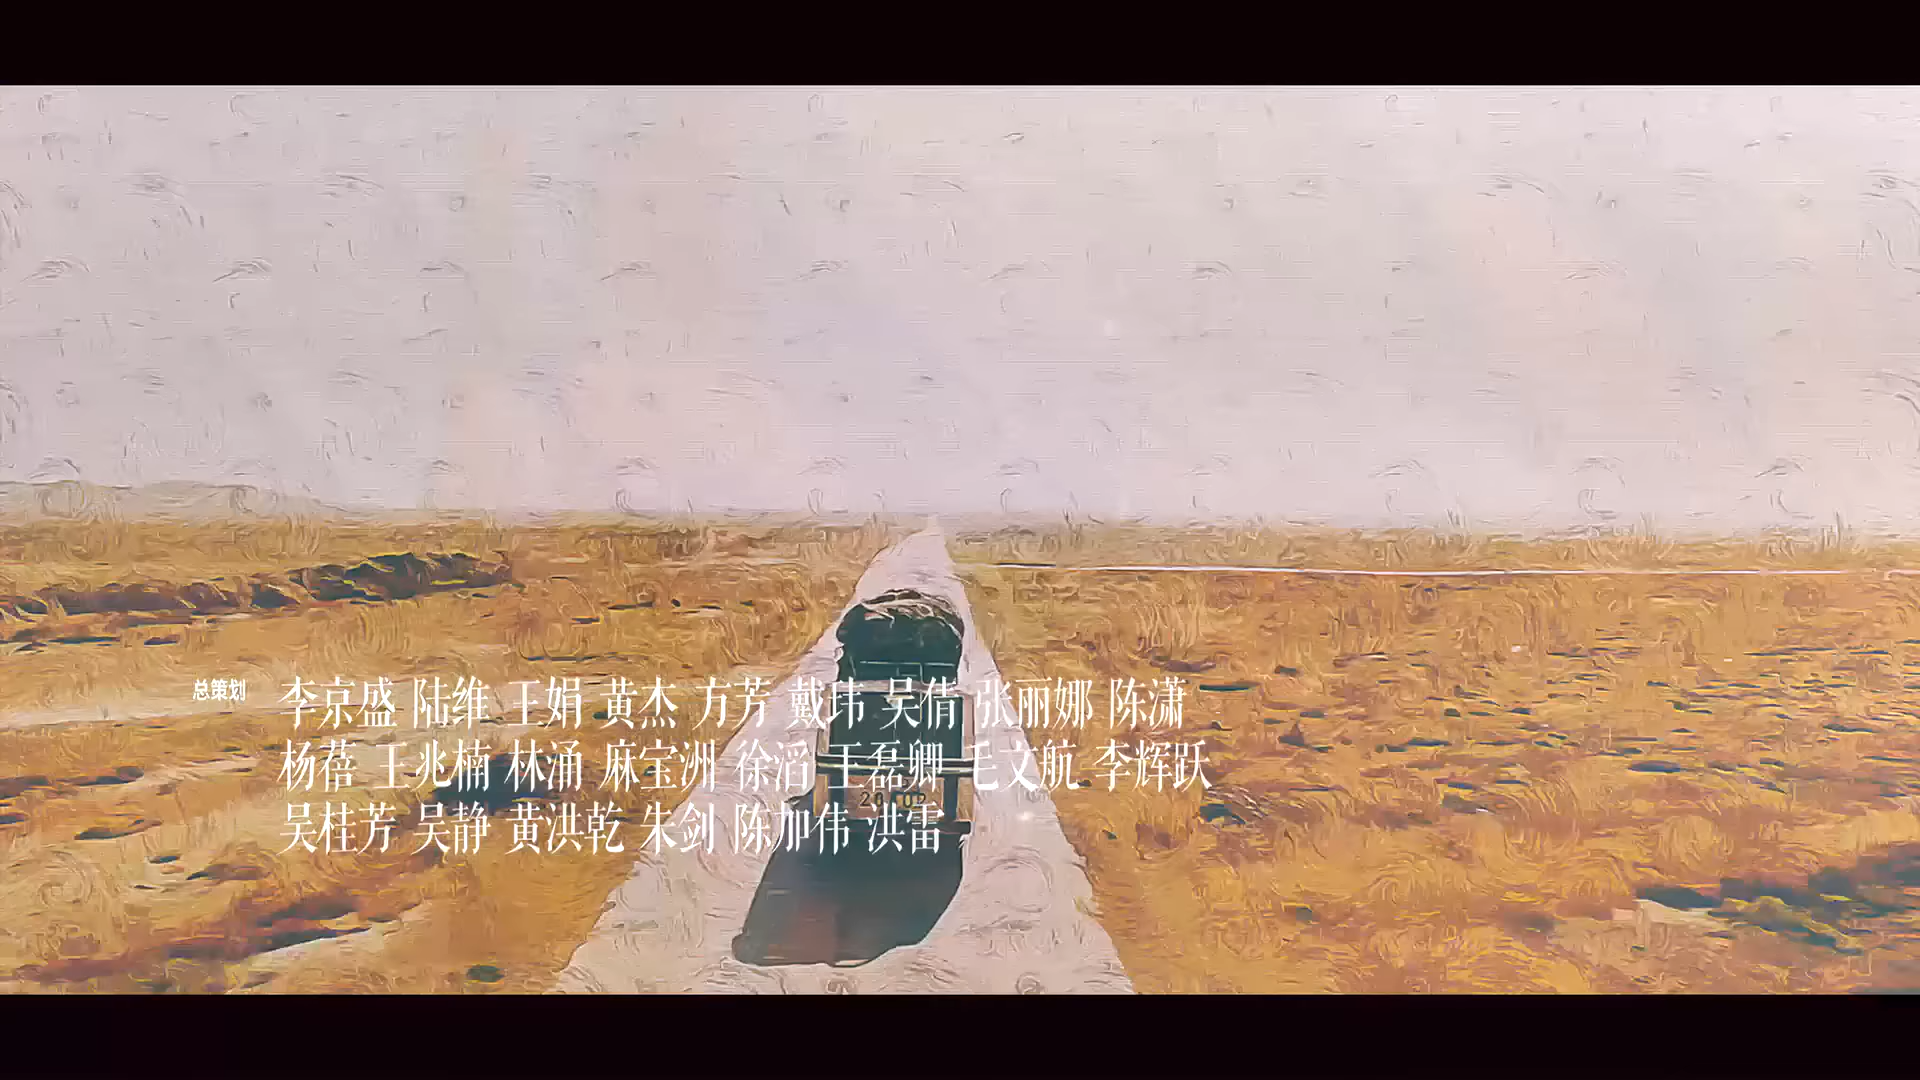 总策划 李京盛 陆维 王娟 黄杰 方芳 戴玮 吴倩 张丽娜 陈潇
杨蓓 王兆楠 林涌 麻宝洲 徐滔 王磊卿 毛文航 李辉跃
吴桂芳 吴静 黄洪乾 朱剑 陈加伟 洪雷